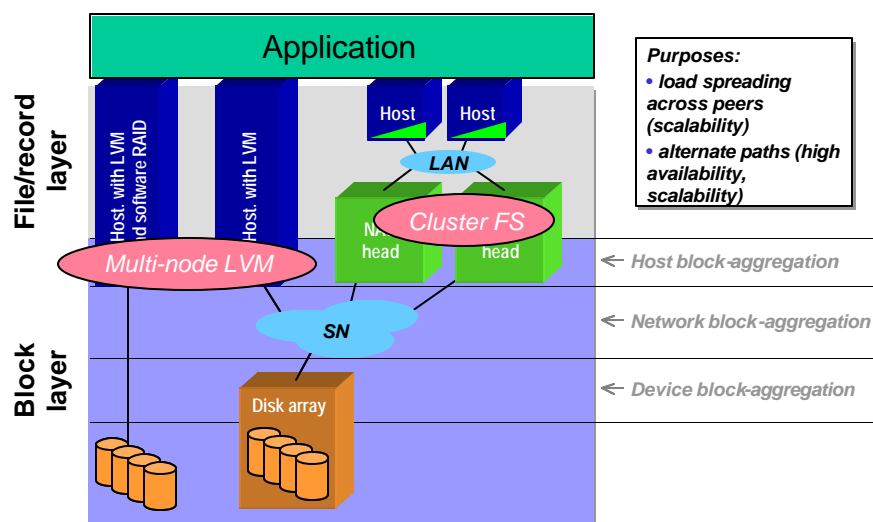 Application
Purposes:
• load spreading
across peers
(scalability)
• alternate paths (high
availability,
scalability)
File/record
layer
Host. with LVM
nd software RAID
Host. with LVM
Host
Host
LAN
Cluster FS
NA
head
head
Multi-node LVM
Host block-aggregation
SN
Network block-aggregation
Block
layer
Device block-aggregation
Disk array